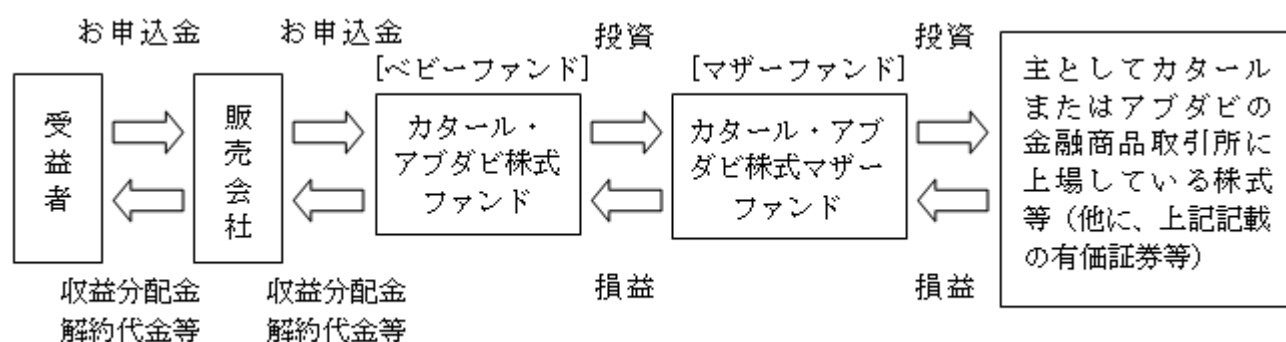 お申込金
お申込金
投資
投資
[ベビーファンド]
[マザーファンド]
受益者
販売会社
カタール・
アブダビ株式
ファンド
カタール・アブ
ダビ株式マザー
ファンド
主としてカタール
またはアブダビの
金融商品取引所に
上場している株式
等（他に、上記記載
の有価証券等）
収益分配金
解約代金等
収益分配金
解約代金等
損益
損益